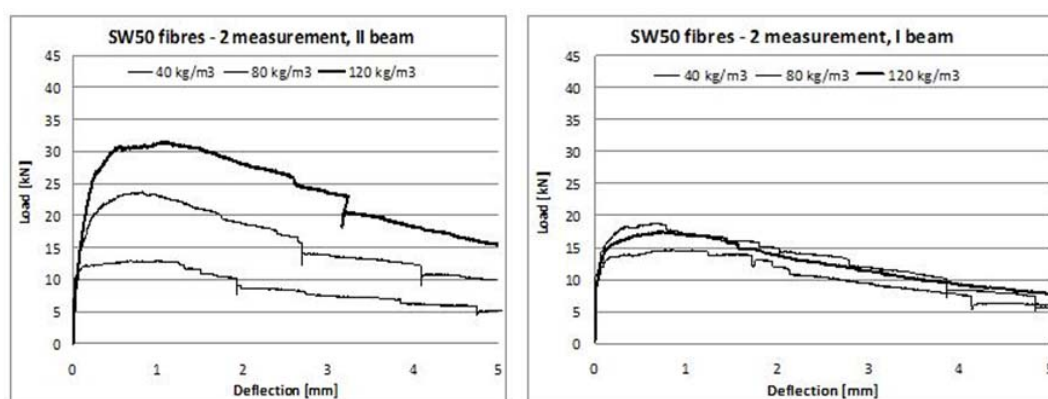 SW50 fibres - 2 measurement, II beam
40 kg/m3 80 kg/m3 120 kg/m3
Load [kN]
45
40
35
30
25
20
15
10
5
0
0 1 2 3 4 5
Deflection [mm]
SW50 fibres - 2 measurement, I beam
40 kg/m3 80 kg/m3 120 kg/m3
Load [kN]
45
40
35
30
25
20
15
10
5
0
0 1 2 3 4
Deflection [mm]